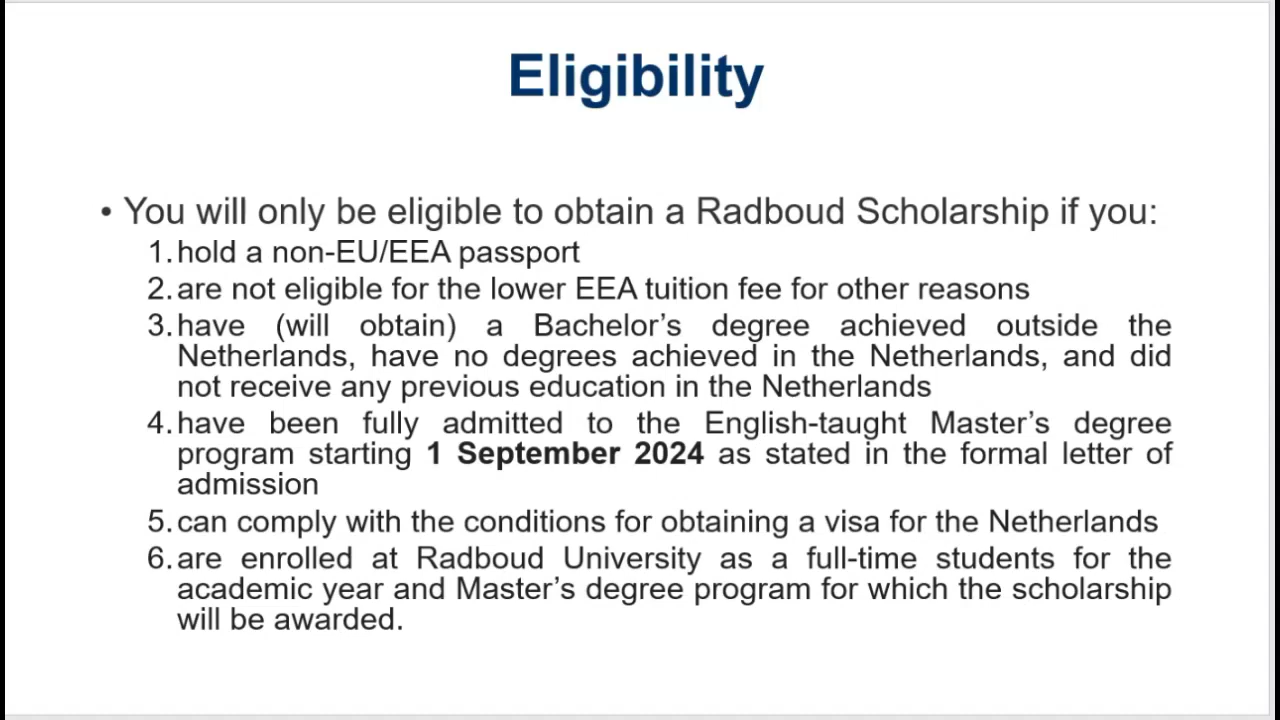 Eligibility
• You will only be eligible to obtain a Radboud Scholarship if you:
1. hold a non-EU/EEA passport
2. are not eligible for the lower EEA tuition fee for other reasons
3. have (will obtain) a Bachelor’s degree achieved outside the
Netherlands, have no degrees achieved in the Netherlands, and did
not receive any previous education in the Netherlands
4. have been fully admitted to the English-taught Master’s degree
program starting 1 September 2024 as stated in the formal letter of
admission
5. can comply with the conditions for obtaining a visa for the Netherlands
6. are enrolled at Radboud University as a full-time students for the
academic year and Master’s degree program for which the scholarship
will be awarded.